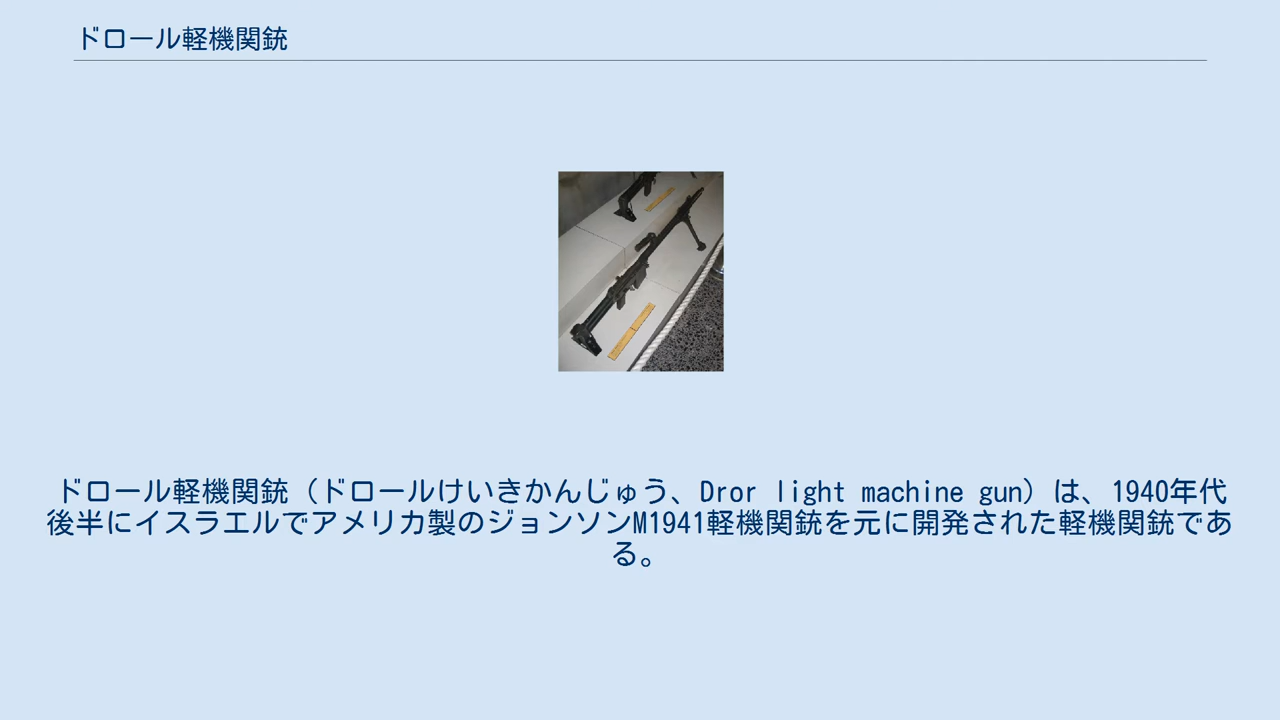 ドロール軽機関銃
ドロール軽機関銃（ドロールけいきかんじゅう、Dror light machine gun）は、1940年代
後半にイスラエルでアメリカ製のジョンソンM1941軽機関銃を元に開発された軽機関銃であ
る。